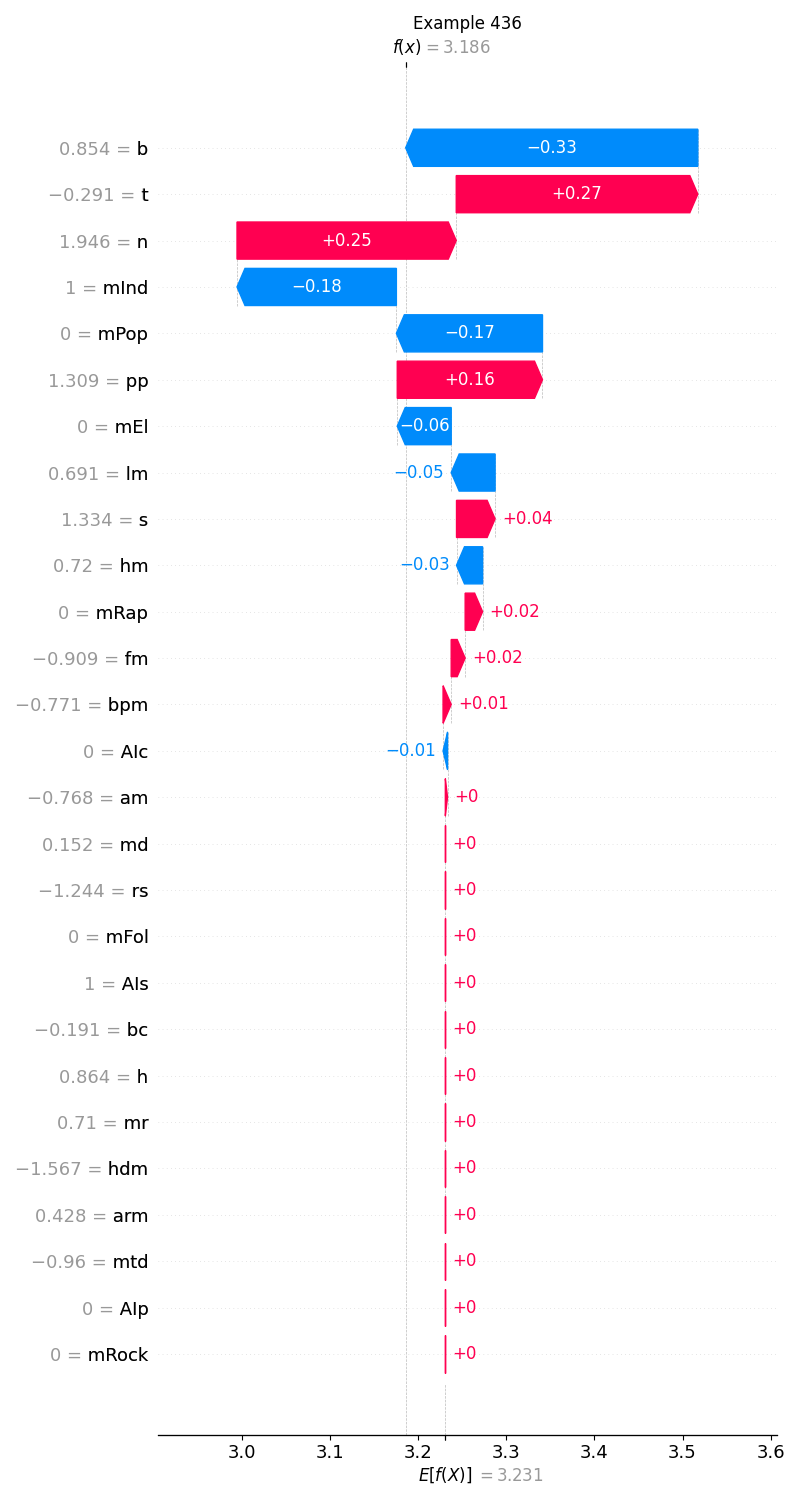 Example 436
f(x) = 3.186
0.854 = b
−0.33
−0.291 = t
+0.27
1.946 = n
+0.25
1 = mInd
−0.18
0 = mPop
−0.17
1.309 = pp
+0.16
0 = mEl
−0.06
0.691 = lm
−0.05
1.334 = s
+0.04
0.72 = hm
−0.03
0 = mRap
+0.02
−0.909 = fm
+0.02
−0.771 = bpm
+0.01
0 = AIc
−0.01
−0.768 = am
+0
0.152 = md
+0
−1.244 = rs
+0
0 = mFol
+0
1 = AIs
+0
−0.191 = bc
+0
0.864 = h
+0
0.71 = mr
+0
−1.567 = hdm
+0
0.428 = arm
+0
−0.96 = mtd
+0
0 = AIp
+0
0 = mRock
+0
3.0 3.1 3.2 3.3 3.4 3.5 3.6
E[f(X)] = 3.231